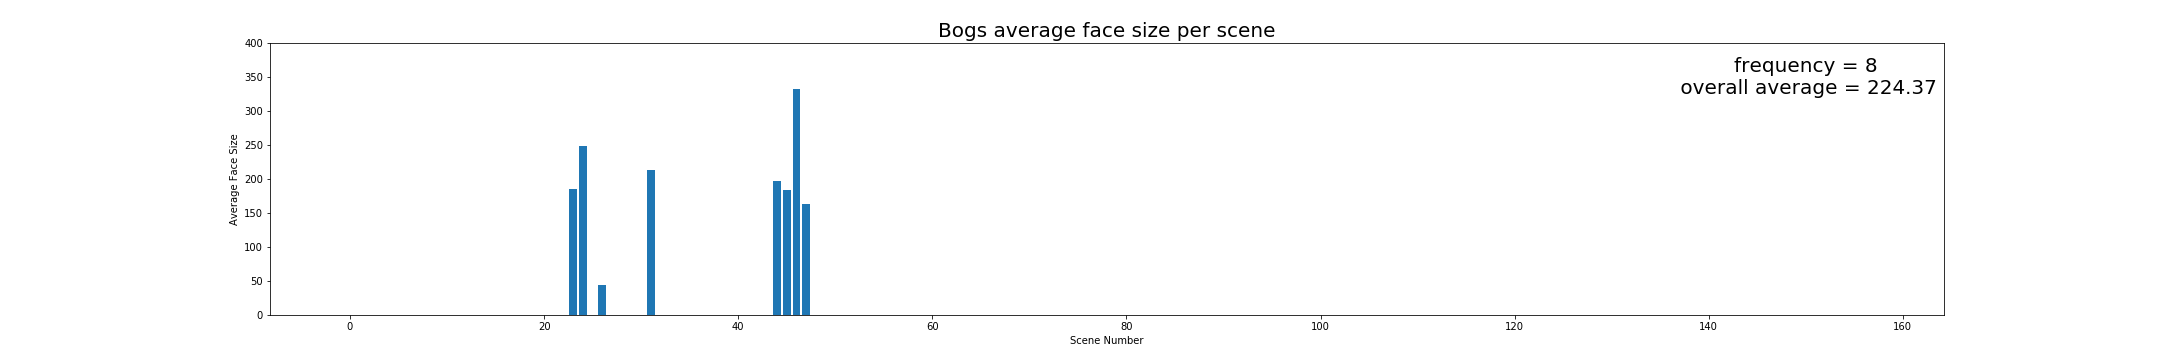 Bogs average face size per scene
frequency = 8
overall average = 224.37
400
350
300
250
200
150
100
50
0
Average Face Size
0 20 40 60 80 100 120 140 160
Scene Number